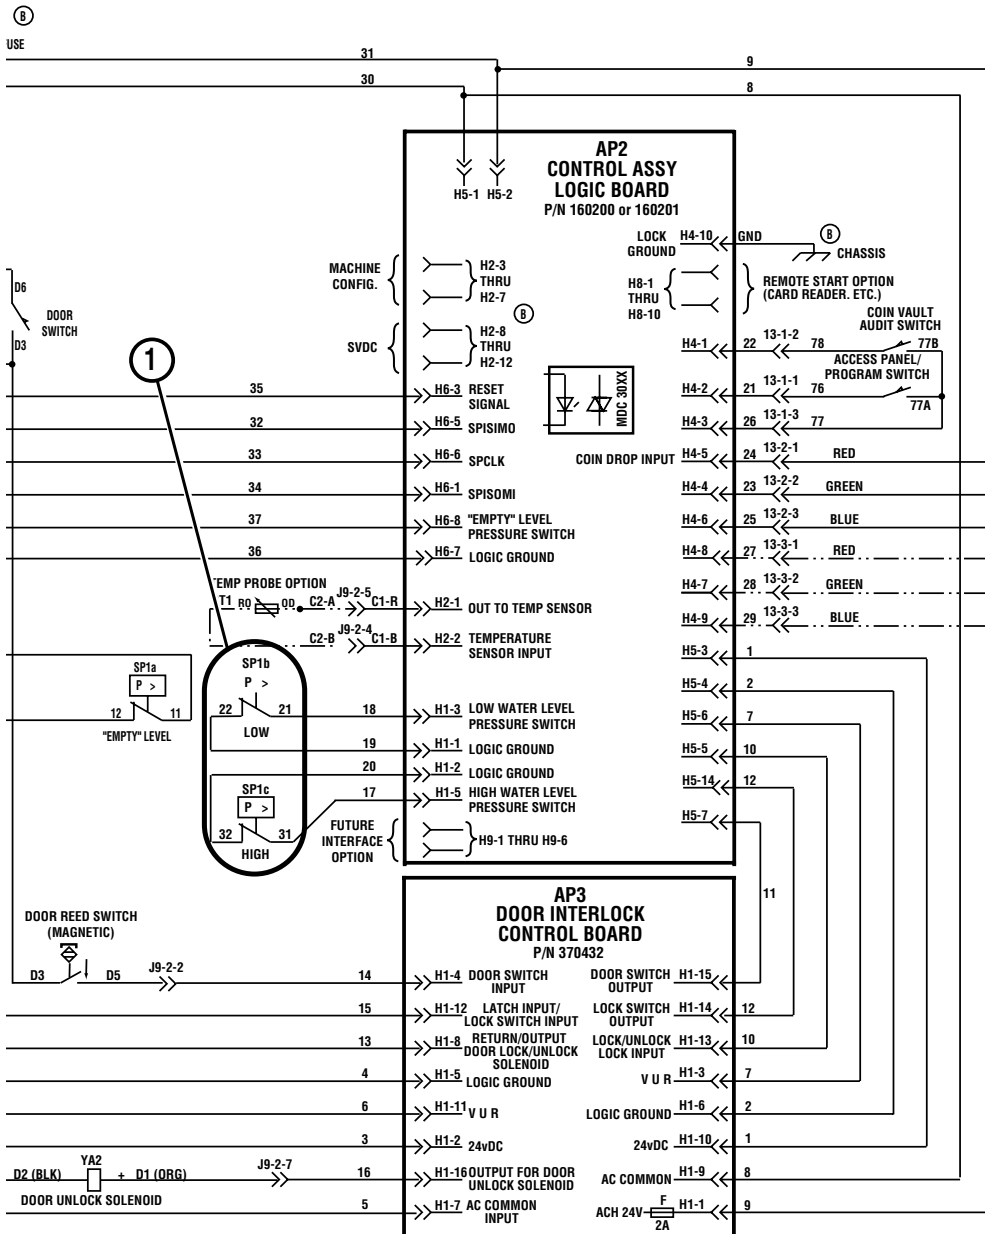 B
USE
31
9
30
8
AP2
CONTROL ASSY
LOGIC BOARD
P/N 160200 or 160201
H5-1 H5-2
LOCK
GROUND
H4-10
GND
B
CHASSIS
MACHINE
CONFIG.
H2-3
THRU
H2-7
H8-1
THRU
H8-10
REMOTE START OPTION
(CARD READER. ETC.)
D6
DOOR
SWITCH
D3
SVDC
H2-8
THRU
H2-12
B
COIN VAULT
AUDIT SWITCH
H4-1 22 13-1-2 78 77B
ACCESS PANEL/
PROGRAM SWITCH
1
MDC 30XX
35 H6-3 RESET
SIGNAL
H4-2 21 13-1-1 76
77A
32 H6-5 SPISIMO
H4-3 26 13-1-3 77
33 H6-6 SPCLK
COIN DROP INPUT H4-5 24 13-2-1 RED
34 H6-1 SPISOMI
H4-4 23 13-2-2 GREEN
37 H6-8 "EMPTY" LEVEL
PRESSURE SWITCH
H4-6 25 13-2-3 BLUE
36 H6-7 LOGIC GROUND
H4-8 27 13-3-1 RED
EMP PROBE OPTION
T1 RO OD C2-A J9-2-5 C1-R H2-1 OUT TO TEMP SENSOR
H4-7 28 13-3-2 GREEN
C2-B J9-2-4 C1-B H2-2 TEMPERATURE
SENSOR INPUT
H4-9 29 13-3-3 BLUE
H5-3 1
H5-4 2
SP1a
P >
12 11
"EMPTY" LEVEL
SP1b
P >
22 21
LOW
18 H1-3 LOW WATER LEVEL
PRESSURE SWITCH
H5-6 7
19 H1-1 LOGIC GROUND
H5-5 10
20 H1-2 LOGIC GROUND
H5-14 12
SP1c
P >
32 31
HIGH
17 H1-5 HIGH WATER LEVEL
PRESSURE SWITCH
H5-7
FUTURE
INTERFACE
OPTION
H9-1 THRU H9-6
11
AP3
DOOR INTERLOCK
CONTROL BOARD
P/N 370432
DOOR REED SWITCH
(MAGNETIC)
D3 D5 J9-2-2 14 H1-4 DOOR SWITCH
INPUT
DOOR SWITCH
OUTPUT
H1-15
15 H1-12 LATCH INPUT/
LOCK SWITCH INPUT
LOCK SWITCH
OUTPUT
H1-14 12
13 H1-8 RETURN/OUTPUT
DOOR LOCK/UNLOCK
SOLENOID
LOCK/UNLOCK
LOCK INPUT
H1-13 10
4 H1-5 LOGIC GROUND
V U R H1-3 7
6 H1-11 V U R
LOGIC GROUND H1-6 2
3 H1-2 24vDC
24vDC H1-10 1
YA2
D2 (BLK) + D1 (ORG) J9-2-7 16 H1-16 OUTPUT FOR DOOR
UNLOCK SOLENOID
DOOR UNLOCK SOLENOID
AC COMMON H1-9 8
5 H1-7 AC COMMON
INPUT
ACH 24V F H1-1 9
2A